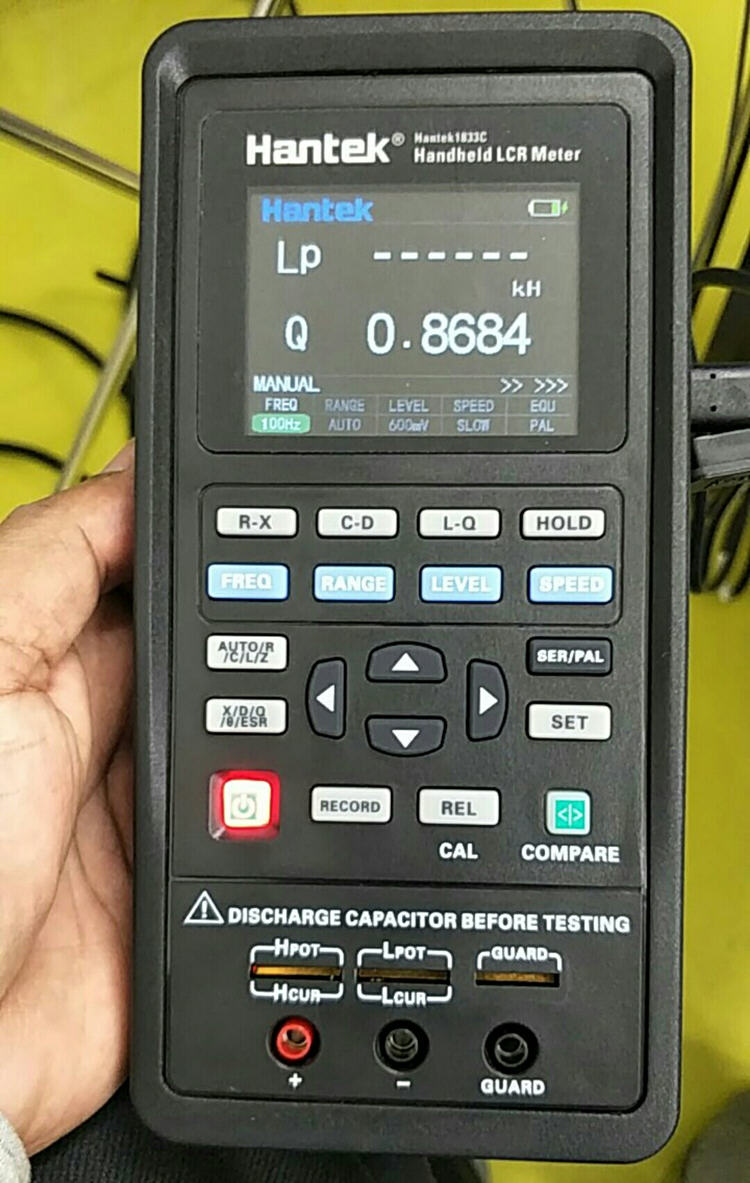 Hantek® Hantek1833C
Handheld LCR Meter
Hantek
Lp ------
kH
Q 0.8684
MANUAL >> >>>
FREQ RANGE LEVEL SPEED EQU
100Hz AUTO 600mV SLOW PAL
R-X C-D L-Q HOLD
FREQ RANGE LEVEL SPEED
AUTO/R
/C/L/Z
SER/PAL
X/D/Q
/θ/ESR
SET
RECORD REL
CAL COMPARE
DISCHARGE CAPACITOR BEFORE TESTING
HPOT LPOT GUARD
HCUR LCUR
+ − GUARD